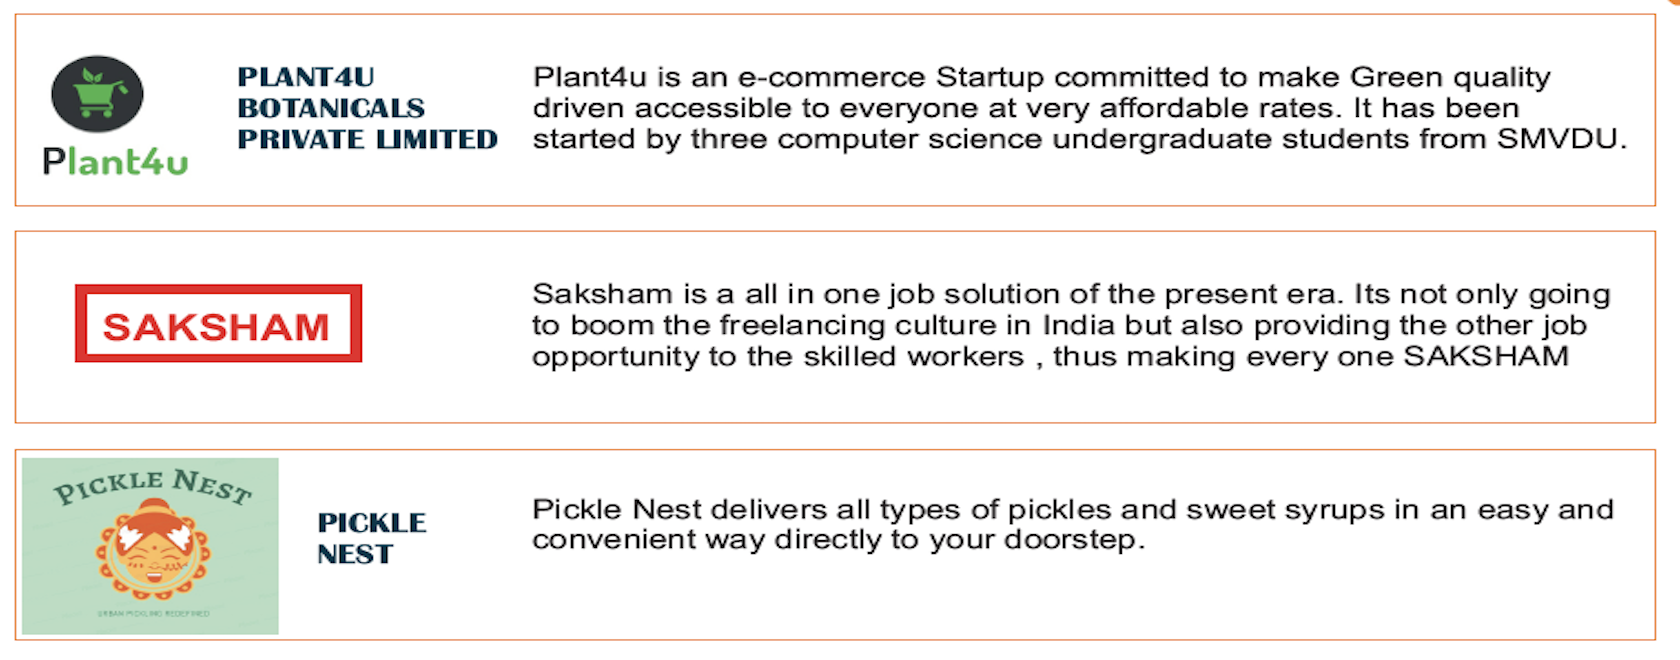 Plant4u
PLANT4U
BOTANICALS
PRIVATE LIMITED
Plant4u is an e-commerce Startup committed to make Green quality
driven accessible to everyone at very affordable rates. It has been
started by three computer science undergraduate students from SMVDU.
SAKSHAM
Saksham is a all in one job solution of the present era. Its not only going
to boom the freelancing culture in India but also providing the other job
opportunity to the skilled workers , thus making every one SAKSHAM
PICKLE NEST
URBAN PICKLING REDEFINED
PICKLE
NEST
Pickle Nest delivers all types of pickles and sweet syrups in an easy and
convenient way directly to your doorstep.